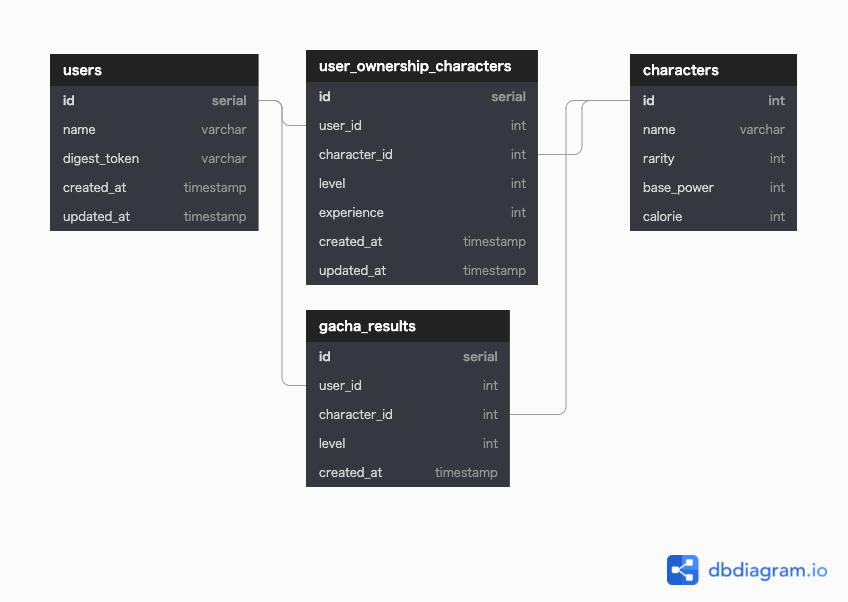 users
id serial
name varchar
digest_token varchar
created_at timestamp
updated_at timestamp
user_ownership_characters
id serial
user_id int
character_id int
level int
experience int
created_at timestamp
updated_at timestamp
characters
id int
name varchar
rarity int
base_power int
calorie int
gacha_results
id serial
user_id int
character_id int
level int
created_at timestamp
dbdiagram.io